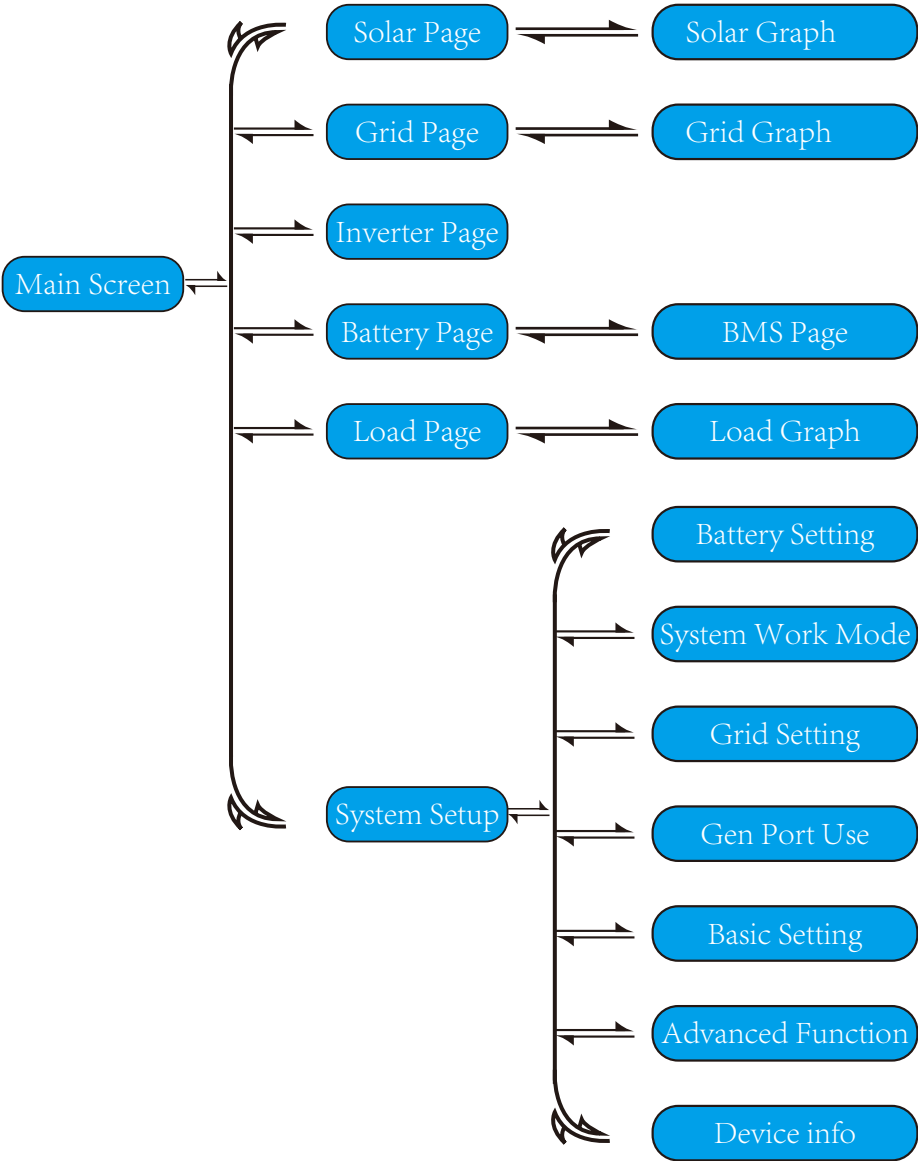 Solar Page
Solar Graph
Grid Page
Grid Graph
Inverter Page
Main Screen
Battery Page
BMS Page
Load Page
Load Graph
Battery Setting
System Work Mode
Grid Setting
System Setup
Gen Port Use
Basic Setting
Advanced Function
Device info